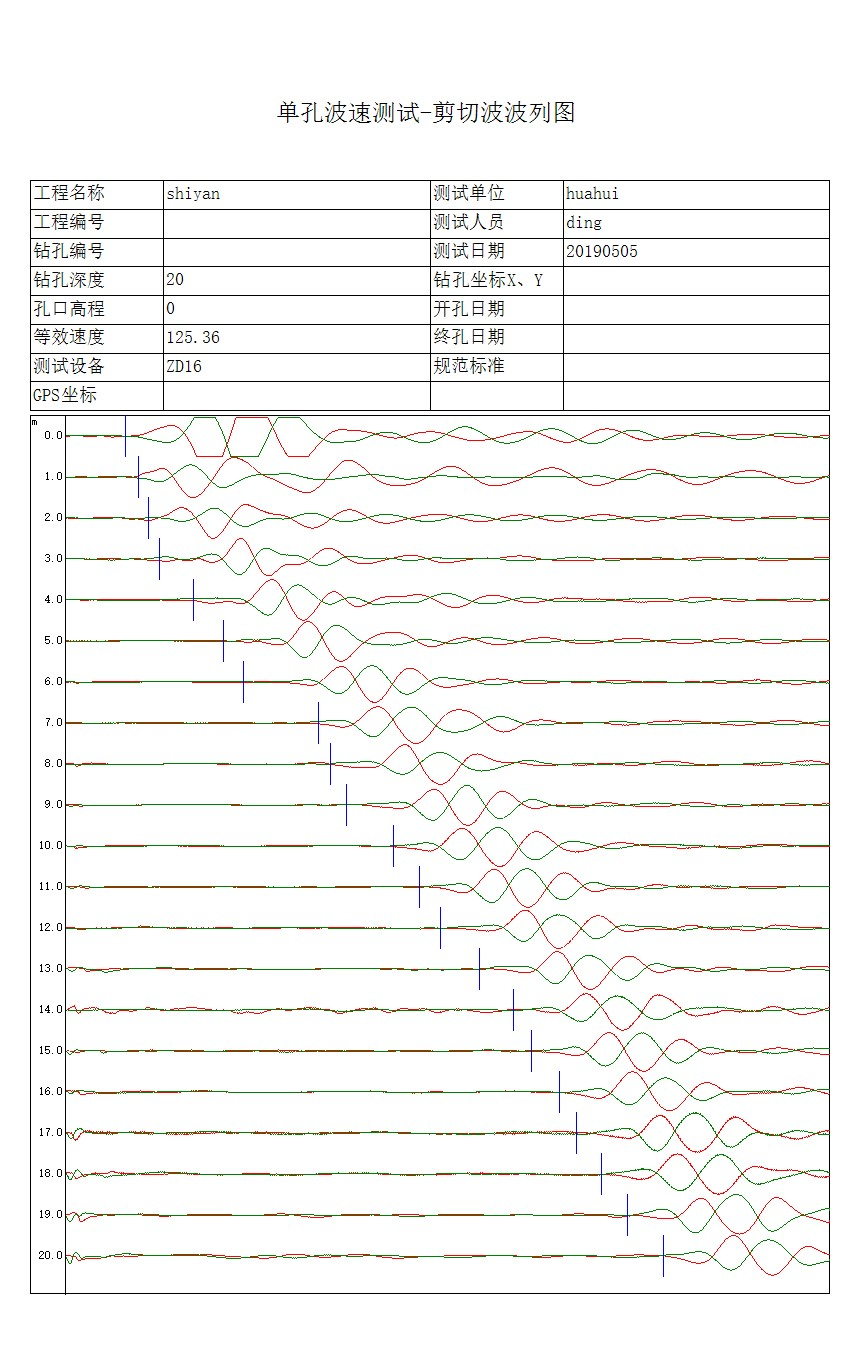 单孔波速测试-剪切波波列图
工程名称 shiyan 测试单位 huahui
工程编号 测试人员 ding
钻孔编号 测试日期 20190505
钻孔深度 20 钻孔坐标X、Y
孔口高程 0 开孔日期
等效速度 125.36 终孔日期
测试设备 ZD16 规范标准
GPS坐标
m
0.0
1.0
2.0
3.0
4.0
5.0
6.0
7.0
8.0
9.0
10.0
11.0
12.0
13.0
14.0
15.0
16.0
17.0
18.0
19.0
20.0